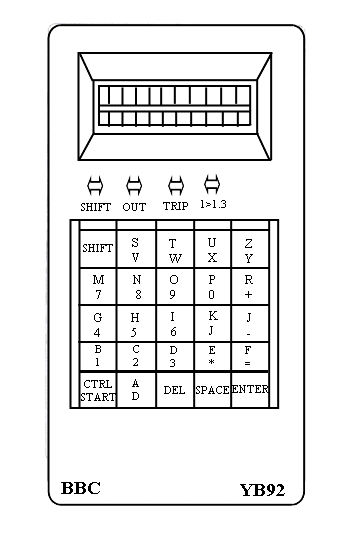 SHIFT OUT TRIP 1>1.3
SHIFT S T U Z
V W X Y
M N O P R
7 8 9 0 +
G H I K J
4 5 6 J -
B C D E F
1 2 3 * =
CTRL A DEL SPACE ENTER
START D
BBC YB92